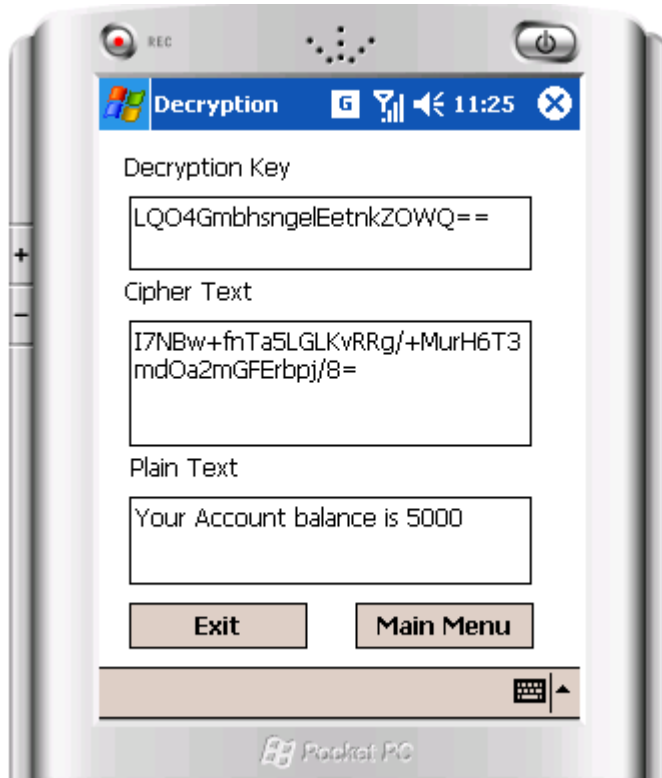 REC
Decryption G 11:25
Decryption Key
LQO4GmbhsngelEetnkZOWQ==
+
Cipher Text
−
I7NBw+fnTa5LGLKvRRg/+MurH6T3
mdOa2mGFErbpj/8=
Plain Text
Your Account balance is 5000
Exit Main Menu
Pocket PC